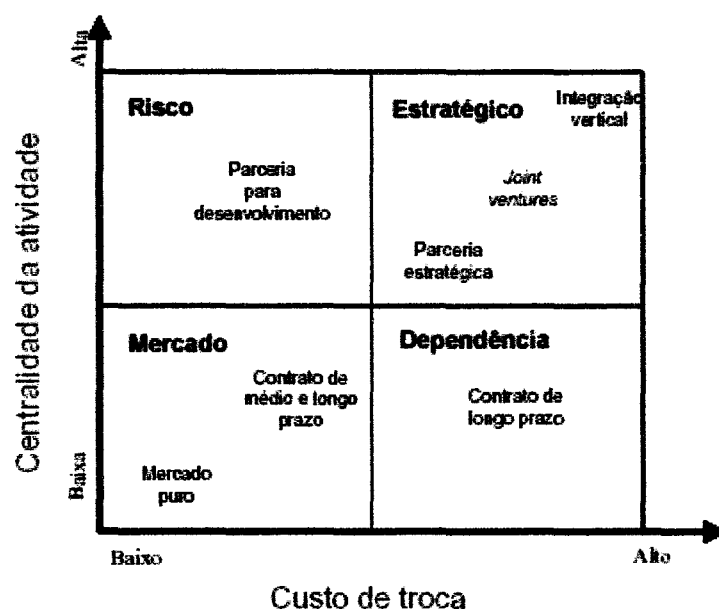 Alta
Centralidade da atividade
Baixa
Risco
Parceria
para
desenvolvimento
Estratégico
Integração
vertical
Joint
ventures
Parceria
estratégica
Mercado
Contrato de
médio e longo
prazo
Mercado
puro
Dependência
Contrato de
longo prazo
Baixo
Alto
Custo de troca